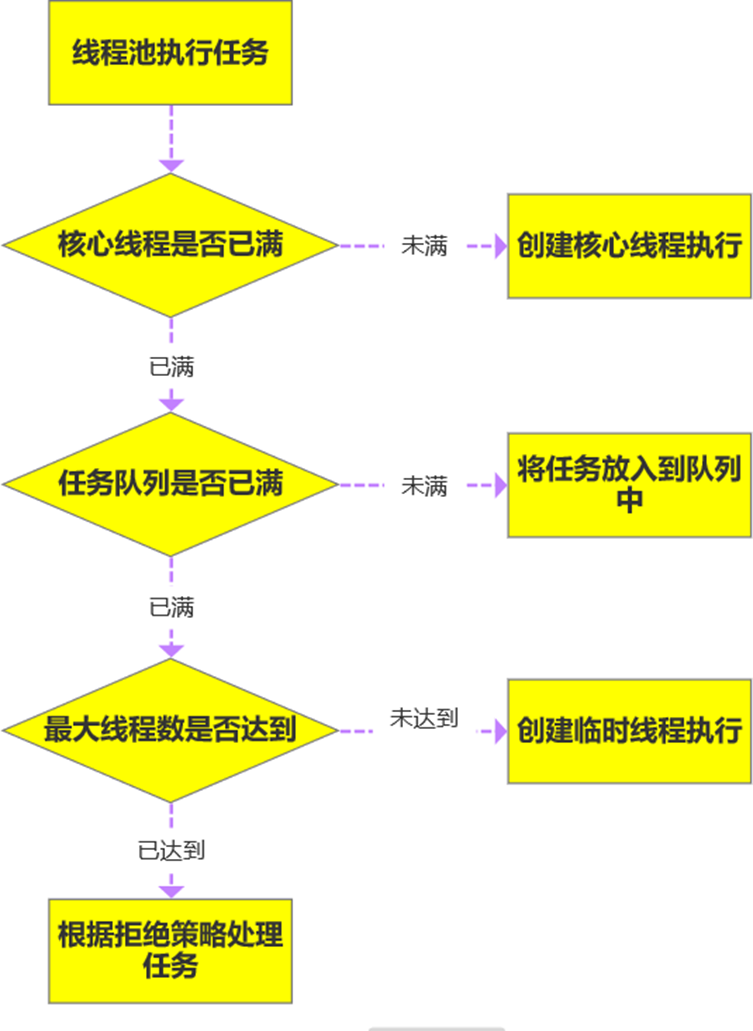 线程池执行任务
核心线程是否已满
未满
创建核心线程执行
已满
任务队列是否已满
未满
将任务放入到队列
中
已满
最大线程数是否达到
未达到
创建临时线程执行
已达到
根据拒绝策略处理
任务